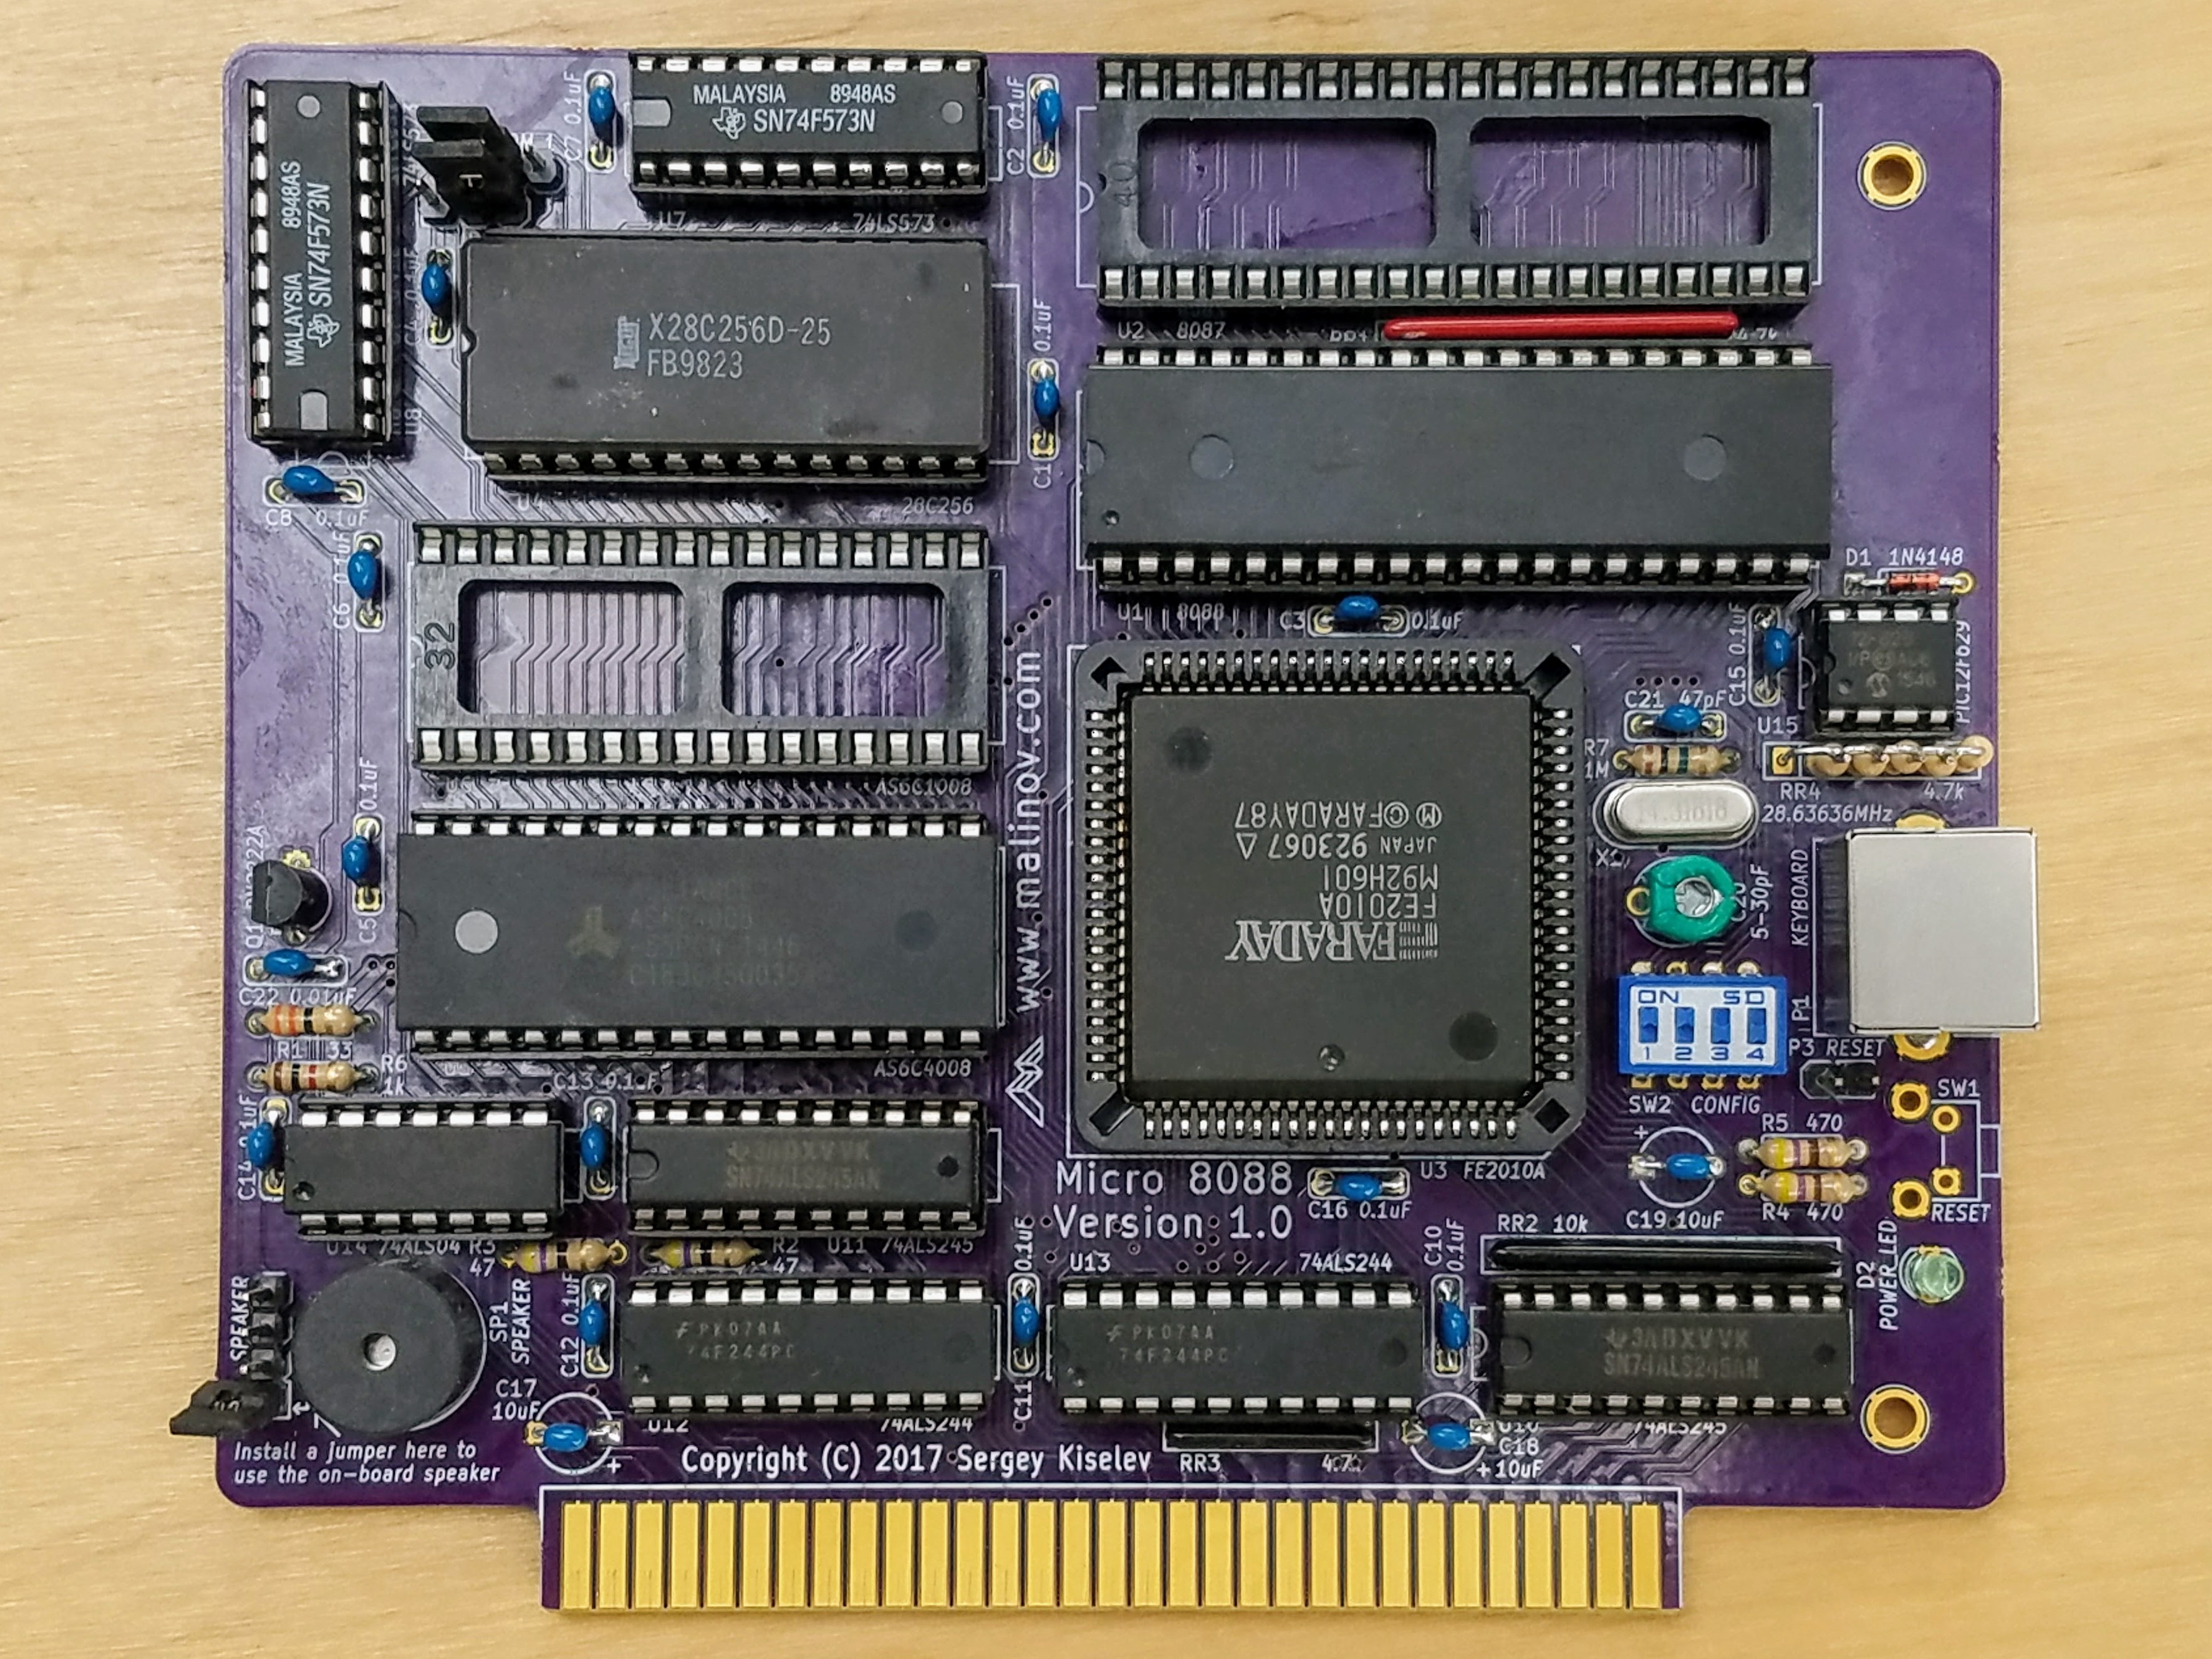 MALAYSIA 8948AS
SN74F573N
C7 0.1uF
C2 0.1uF
MALAYSIA 8948AS
SN74F573N
U7
74LS573
40
X28C256D-25
FB9823
C1 0.1uF
U2 8087
U8
C8 0.1uF
U4
28C256
C6 0.1uF
32
AS6C1008
U1 8088
C3 0.1uF
D1 1N4148
C15 0.1uF
PIC12F629
U15
C21 47pF
R7
1M
RR4
4.7k
28.63636MHz
14.31818
X1
C20
5-30pF
KEYBOARD
P1
www.malinov.com
FARADAY
FE2010A
M92H601
JAPAN 923067 △
Ⓜ ©FARADAY87
C5 0.1uF
C22 0.01uF
R1 33
R6
1k
AS6C4008
ON SD
1 2 3 4
SW2 CONFIG
P3 RESET
SW1
RESET
R5 470
R4 470
C19 10uF
+
C14 0.1uF
C13 0.1uF
3ADXVVK
SN74ALS245AN
U14 74ALS04
R3
47
R2
47
U11 74ALS245
Micro 8088
Version 1.0
U3 FE2010A
C16 0.1uF
U13
74ALS244
C10
0.1uF
RR2 10k
D2
POWER LED
SPEAKER
SP1
SPEAKER
C12 0.1uF
PK07AA
74F244PC
C11 0.1uF
PK07AA
74F244PC
3ADXVVK
SN74ALS245AN
C17
10uF
+
U12
74ALS244
U10
C18
+10uF
74ALS245
Install a jumper here to
use the on-board speaker
Copyright (C) 2017 Sergey Kiselev
RR3